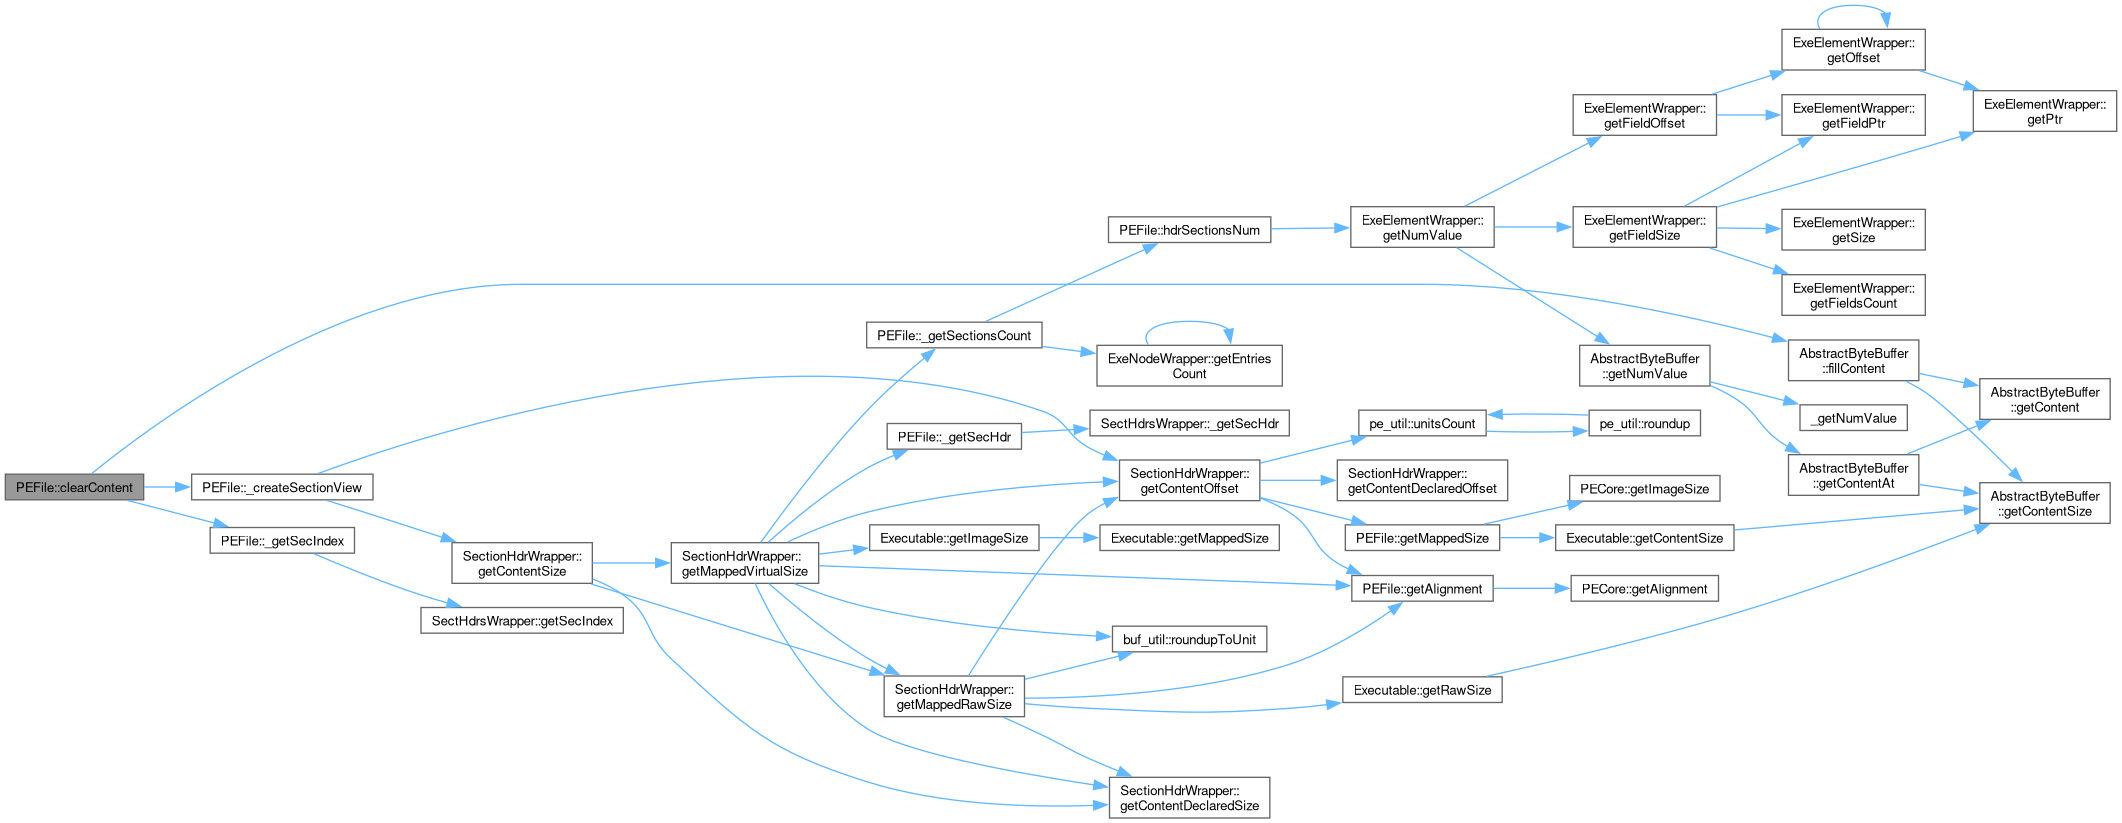 PEFile::clearContent
PEFile::_createSectionView
PEFile::_getSecIndex
SectionHdrWrapper::
getContentSize
SectHdrsWrapper::getSecIndex
SectionHdrWrapper::
getMappedVirtualSize
PEFile::_getSectionsCount
PEFile::_getSecHdr
Executable::getImageSize
SectionHdrWrapper::
getMappedRawSize
PEFile::hdrSectionsNum
ExeNodeWrapper::getEntries
Count
SectHdrsWrapper::_getSecHdr
SectionHdrWrapper::
getContentOffset
Executable::getMappedSize
buf_util::roundupToUnit
SectionHdrWrapper::
getContentDeclaredSize
ExeElementWrapper::
getNumValue
pe_util::unitsCount
SectionHdrWrapper::
getContentDeclaredOffset
PEFile::getMappedSize
PEFile::getAlignment
Executable::getRawSize
ExeElementWrapper::
getFieldOffset
ExeElementWrapper::
getFieldSize
AbstractByteBuffer
::getNumValue
pe_util::roundup
PECore::getImageSize
Executable::getContentSize
PECore::getAlignment
ExeElementWrapper::
getOffset
ExeElementWrapper::
getFieldPtr
ExeElementWrapper::
getSize
ExeElementWrapper::
getFieldsCount
AbstractByteBuffer
::fillContent
_getNumValue
AbstractByteBuffer
::getContentAt
ExeElementWrapper::
getPtr
AbstractByteBuffer
::getContent
AbstractByteBuffer
::getContentSize